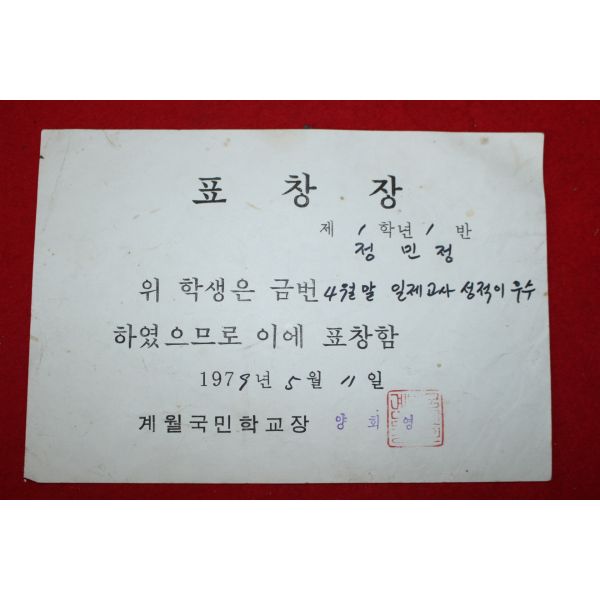 표 창 장
제 1 학년 1 반
정 민 정
위 학생은 금번 4월말 일제고사 성적이 우수
하였으므로 이에 표창함
1979년 5월 11일
계월국민학교장 양 회 영